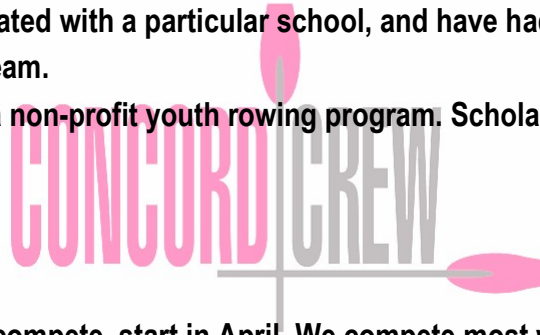 ated with a particular school, and have had
eam.
a non-profit youth rowing program. Schola
CONCORD CREW
compete, start in April. We compete most